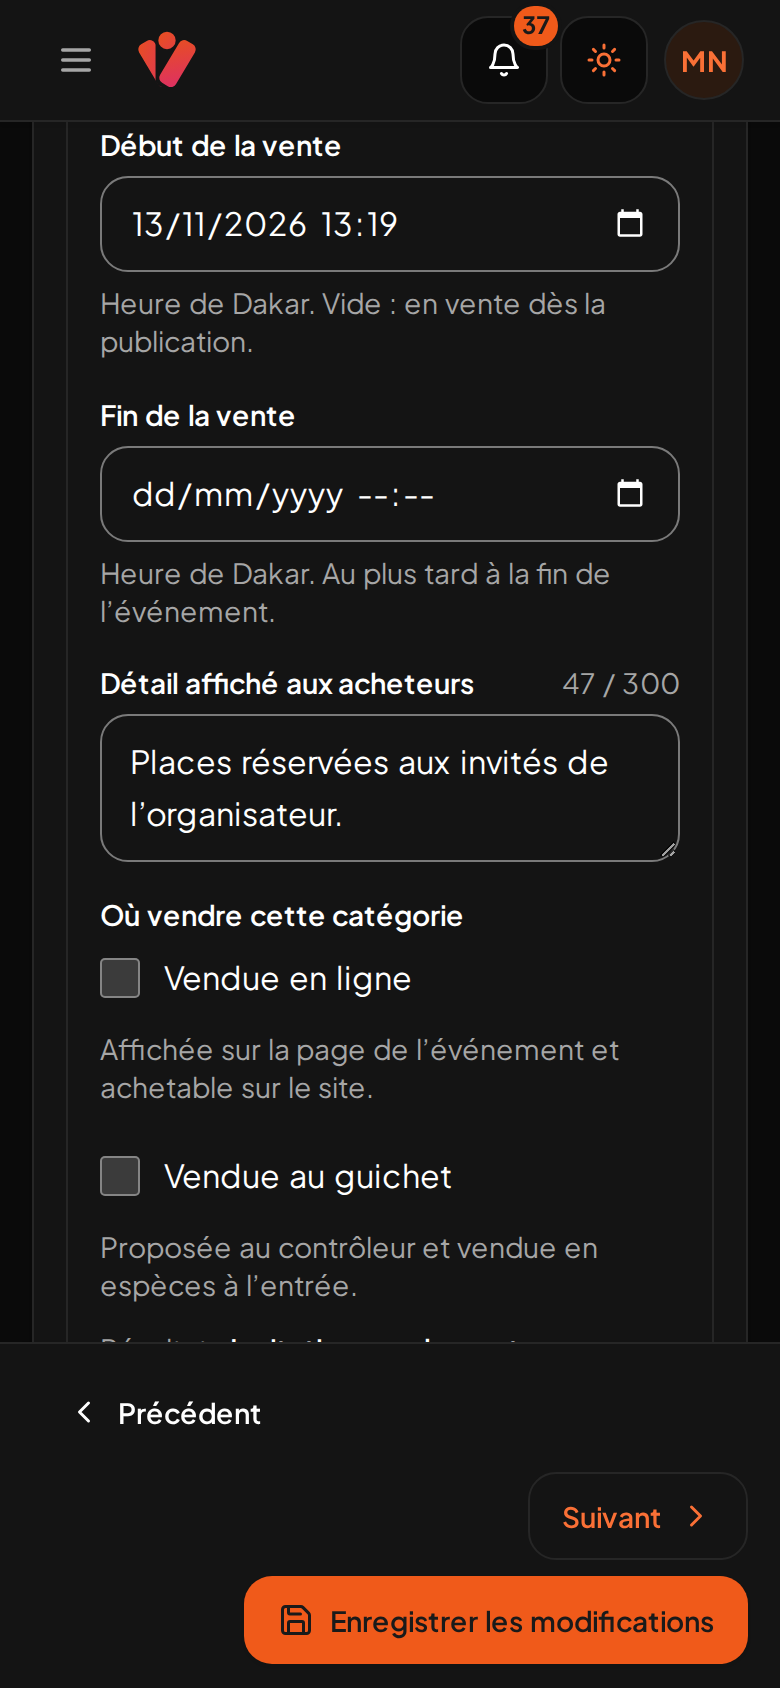 37
MN
Début de la vente
13/11/2026 13:19
Heure de Dakar. Vide : en vente dès la
publication.
Fin de la vente
dd/mm/yyyy --:--
Heure de Dakar. Au plus tard à la fin de
l’événement.
Détail affiché aux acheteurs 47 / 300
Places réservées aux invités de
l’organisateur.
Où vendre cette catégorie
Vendue en ligne
Affichée sur la page de l’événement et
achetable sur le site.
Vendue au guichet
Proposée au contrôleur et vendue en
espèces à l’entrée.
Précédent
Suivant
Enregistrer les modifications